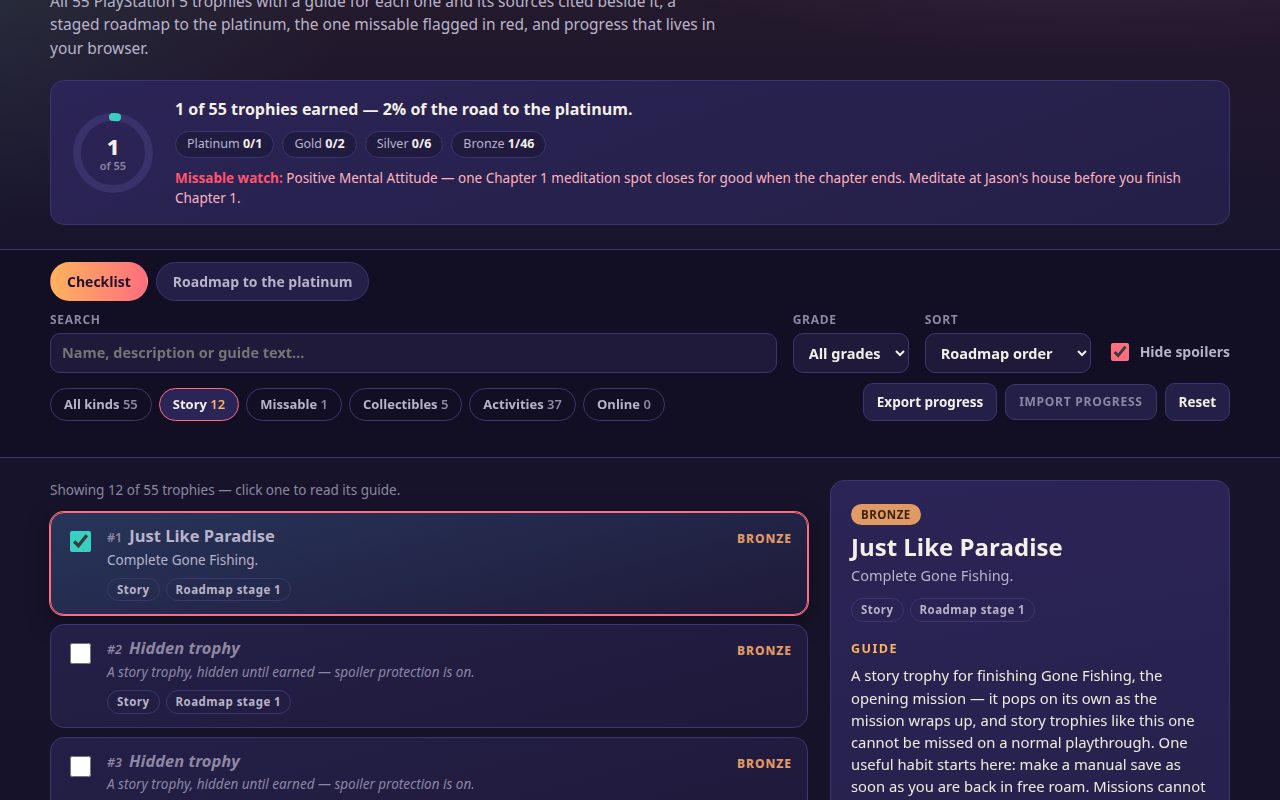 All 55 PlayStation 5 trophies with a guide for each one and its sources cited beside it, a
staged roadmap to the platinum, the one missable flagged in red, and progress that lives in
your browser.
1
of 55
1 of 55 trophies earned — 2% of the road to the platinum.
Platinum 0/1
Gold 0/2
Silver 0/6
Bronze 1/46
Missable watch: Positive Mental Attitude — one Chapter 1 meditation spot closes for good when the chapter ends. Meditate at Jason's house before you finish
Chapter 1.
Checklist
Roadmap to the platinum
SEARCH
GRADE
SORT
Name, description or guide text...
All grades
Roadmap order
Hide spoilers
All kinds 55
Story 12
Missable 1
Collectibles 5
Activities 37
Online 0
Export progress
IMPORT PROGRESS
Reset
Showing 12 of 55 trophies — click one to read its guide.
#1 Just Like Paradise
BRONZE
Complete Gone Fishing.
Story
Roadmap stage 1
#2 Hidden trophy
BRONZE
A story trophy, hidden until earned — spoiler protection is on.
Story
Roadmap stage 1
#3 Hidden trophy
BRONZE
A story trophy, hidden until earned — spoiler protection is on.
BRONZE
Just Like Paradise
Complete Gone Fishing.
Story
Roadmap stage 1
GUIDE
A story trophy for finishing Gone Fishing, the
opening mission — it pops on its own as the
mission wraps up, and story trophies like this one
cannot be missed on a normal playthrough. One
useful habit starts here: make a manual save as
soon as you are back in free roam. Missions cannot